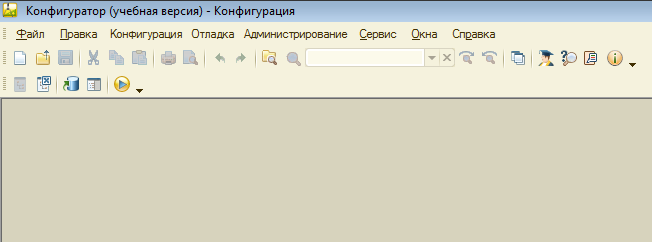 Конфигуратор (учебная версия) - Конфигурация
Файл Правка Конфигурация Отладка Администрирование Сервис Окна Справка